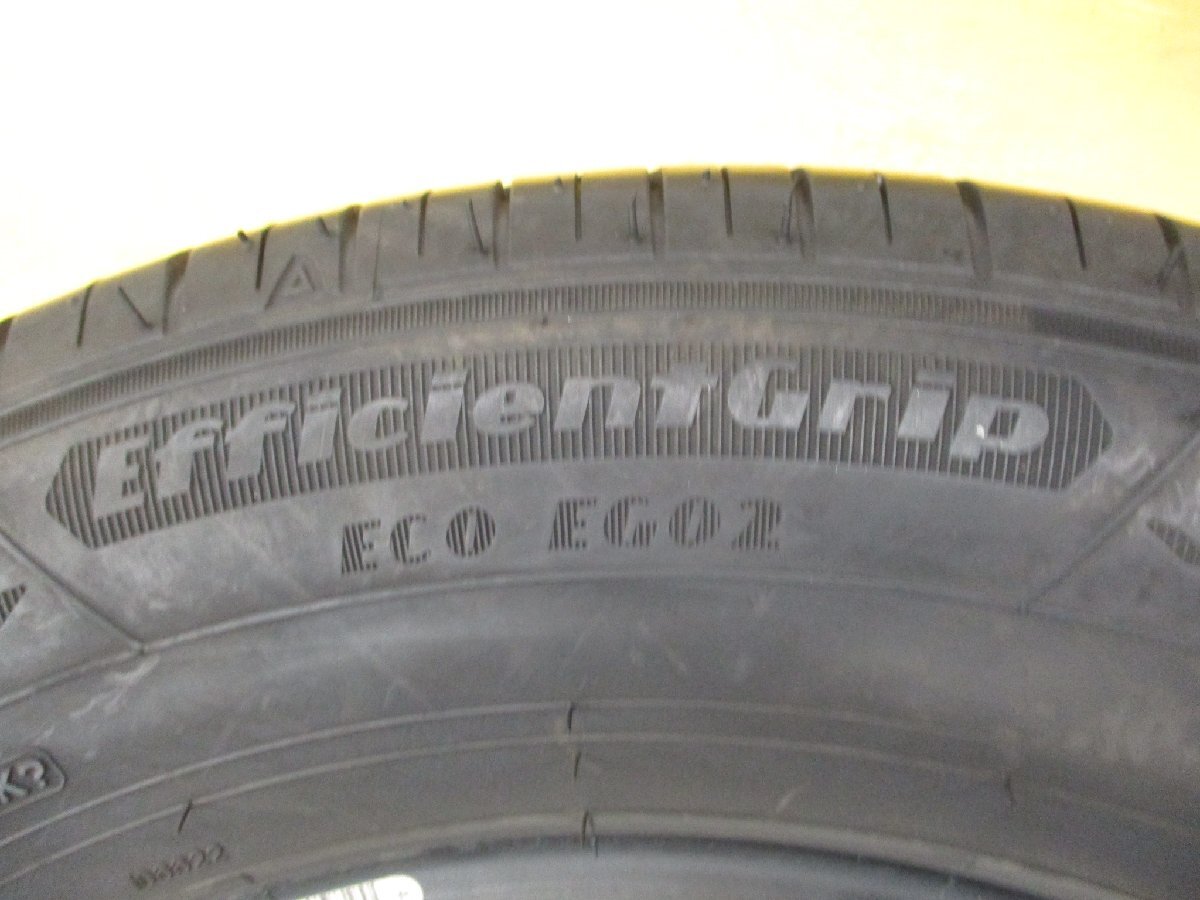 A
EfficientGrip
ECO EG02
K?